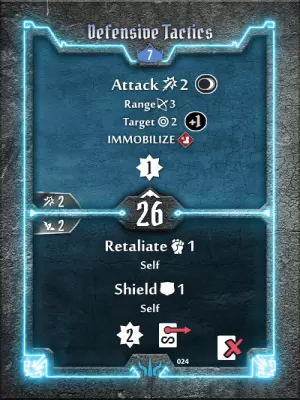 Defensive Tactics
7
Attack 2
Range 3
Target 2 +1
IMMOBILIZE
1
2
26
2
Retaliate 1
Self
Shield 1
Self
2
024